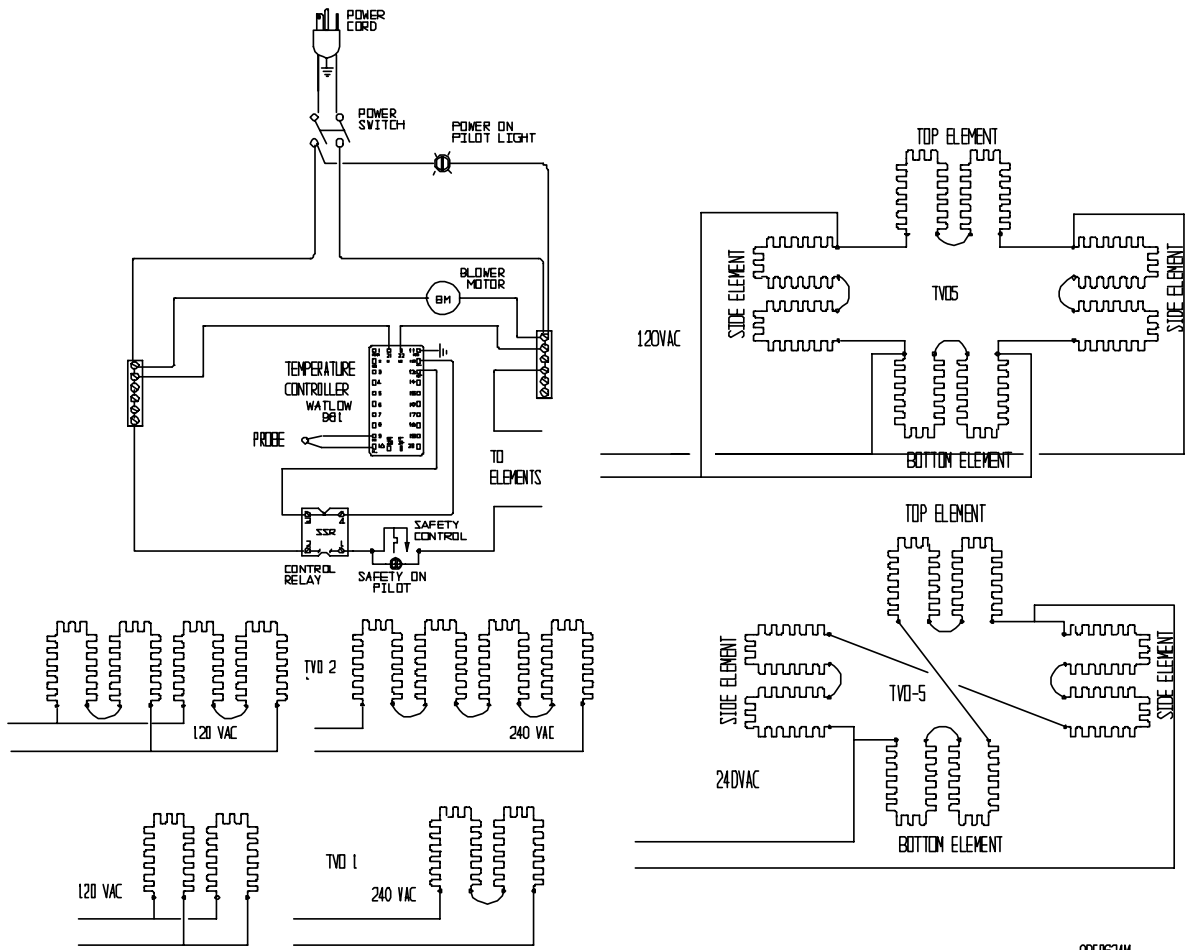 POWER
CORD
POWER
SWITCH
POWER ON
PILOT LIGHT
BLOWER
MOTOR
BM
TEMPERATURE
CONTROLLER
WATLOW
981
PROBE
TO
ELEMENTS
SSR
CONTROL
RELAY
SAFETY
CONTROL
SAFETY ON
PILOT
TOP ELEMENT
SIDE ELEMENT
TVO5
SIDE ELEMENT
120VAC
BOTTOM ELEMENT
TOP ELEMENT
SIDE ELEMENT
TVO-5
SIDE ELEMENT
240VAC
BOTTOM ELEMENT
TVO 2
120 VAC
240 VAC
TVO 1
120 VAC
240 VAC